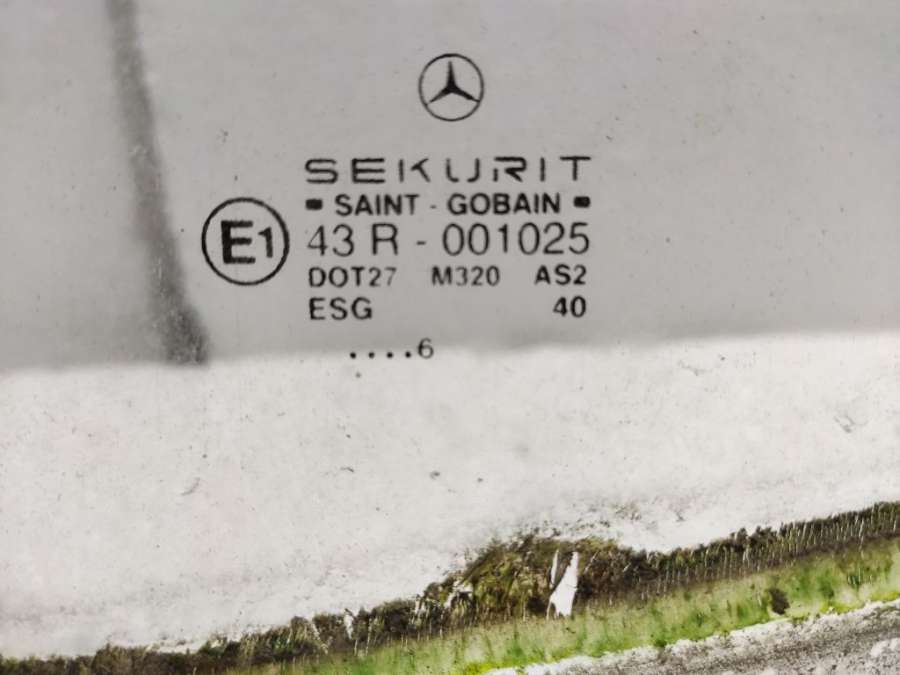 SEKURIT
SAINT - GOBAIN
E1
43 R - 001025
DOT27 M320 AS2
ESG 40
....6